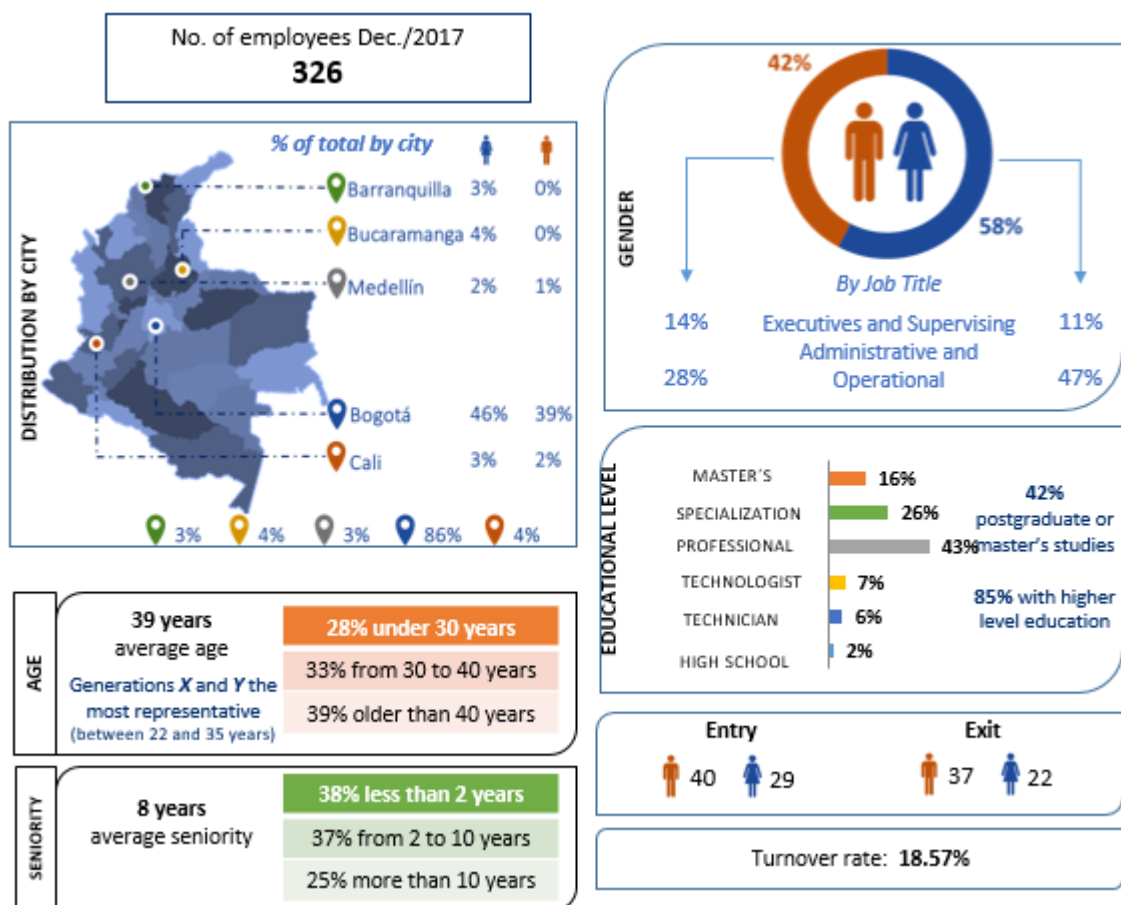 No. of employees Dec./2017
326
DISTRIBUTION BY CITY
% of total by city
Barranquilla 3% 0%
Bucaramanga 4% 0%
Medellín 2% 1%
Bogotá 46% 39%
Cali 3% 2%
3% 4% 3% 86% 4%
GENDER
42%
58%
By Job Title
14% Executives and Supervising 11%
Administrative and
28% Operational 47%
EDUCATIONAL LEVEL
MASTER´S 16%
SPECIALIZATION 26%
PROFESSIONAL 43%
TECHNOLOGIST 7%
TECHNICIAN 6%
HIGH SCHOOL 2%
42%
postgraduate or
master's studies
85% with higher
level education
AGE
39 years
average age
Generations X and Y the
most representative
(between 22 and 35 years)
28% under 30 years
33% from 30 to 40 years
39% older than 40 years
SENIORITY
8 years
average seniority
38% less than 2 years
37% from 2 to 10 years
25% more than 10 years
Entry Exit
40 29 37 22
Turnover rate: 18.57%